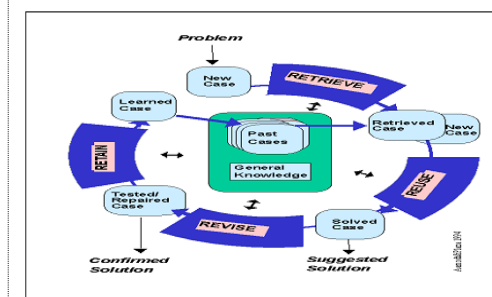 Problem
New
Case
RETRIEVE
Learned
Case
Retrieved
Case
New
Case
Past
Cases
RETAIN
General
Knowledge
REUSE
Tested/
Repaired
Case
REVISE
Solved
Case
Confirmed
Solution
Suggested
Solution
1994